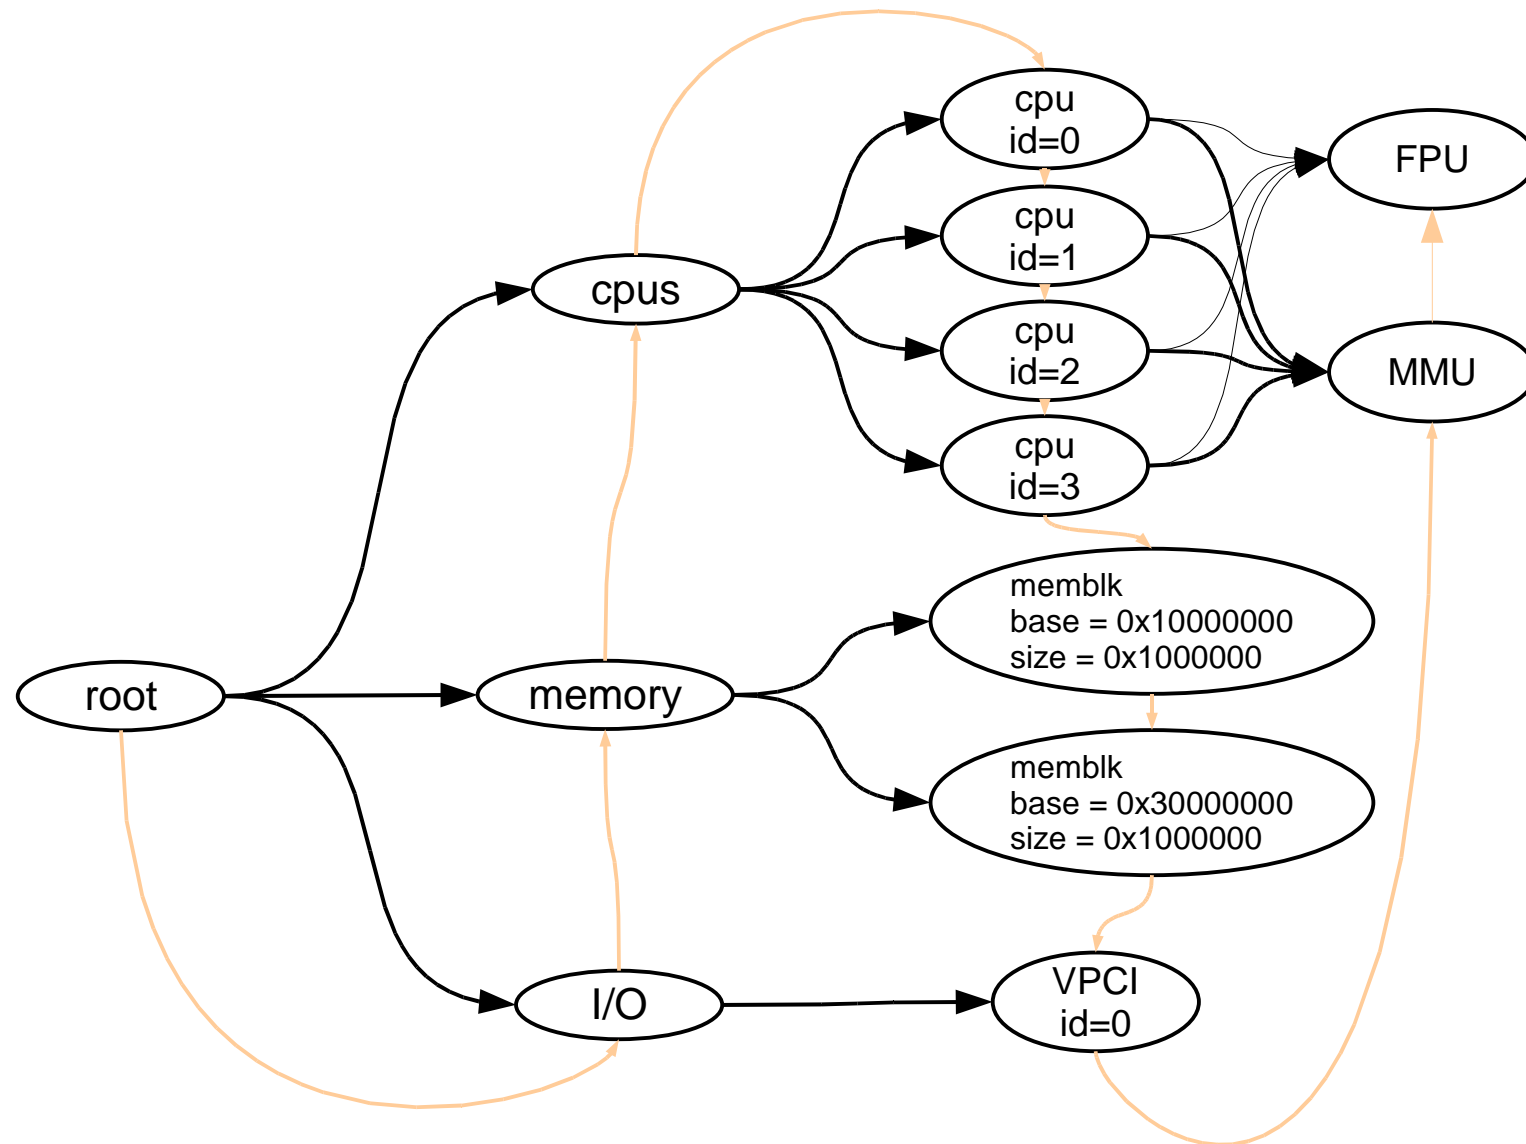 cpu
id=0
FPU
cpu
id=1
cpus
cpu
id=2
MMU
cpu
id=3
memblk
base = 0x10000000
size = 0x1000000
root
memory
memblk
base = 0x30000000
size = 0x1000000
I/O
VPCI
id=0